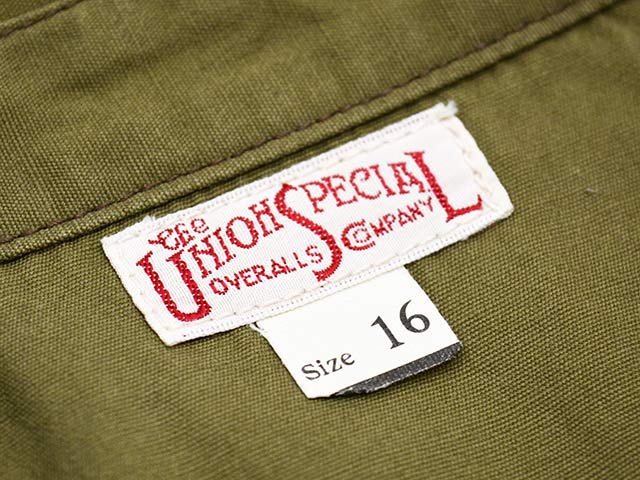 The
UNION SPECIAL
OVERALLS COMPANY
Size 16